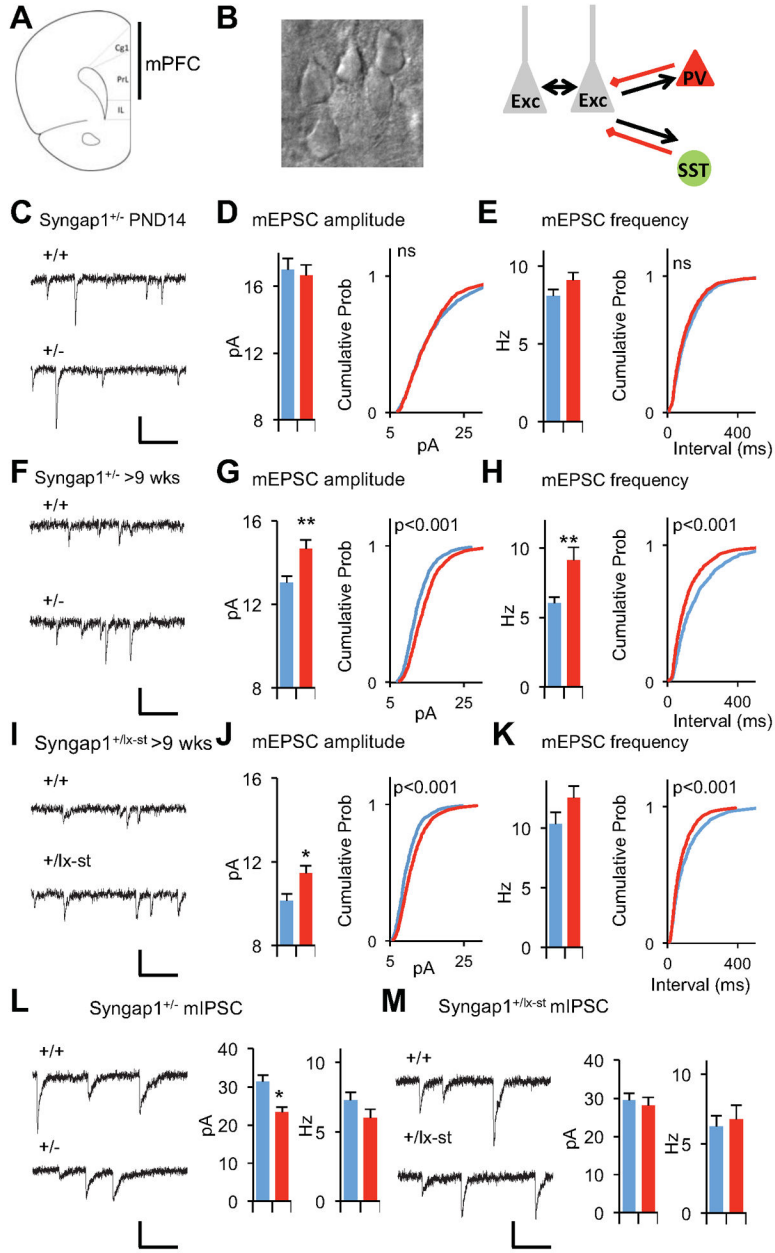 A
Cg1
PrL
IL
mPFC
B
Exc
Exc
PV
SST
C Syngap1+/- PND14
+/+
+/-
D mEPSC amplitude
16
12
8
pA
ns
1
0
Cumulative Prob
5 25
pA
E mEPSC frequency
10
5
0
Hz
ns
1
0
Cumulative Prob
400
Interval (ms)
F Syngap1+/- >9 wks
+/+
+/-
G mEPSC amplitude
16
12
8
pA
**
p<0.001
1
0
Cumulative Prob
5 25
pA
H mEPSC frequency
10
5
0
Hz
**
p<0.001
1
0
Cumulative Prob
400
Interval (ms)
I Syngap1+/lx-st >9 wks
+/+
+/lx-st
J mEPSC amplitude
16
12
8
pA
*
p<0.001
1
0
Cumulative Prob
5 25
pA
K mEPSC frequency
10
5
0
Hz
p<0.001
1
0
Cumulative Prob
400
Interval (ms)
L Syngap1+/- mIPSC
+/+
+/-
40
30
20
10
0
pA
*
10
5
0
Hz
M Syngap1+/lx-st mIPSC
+/+
+/lx-st
40
30
20
10
0
pA
10
5
0
Hz